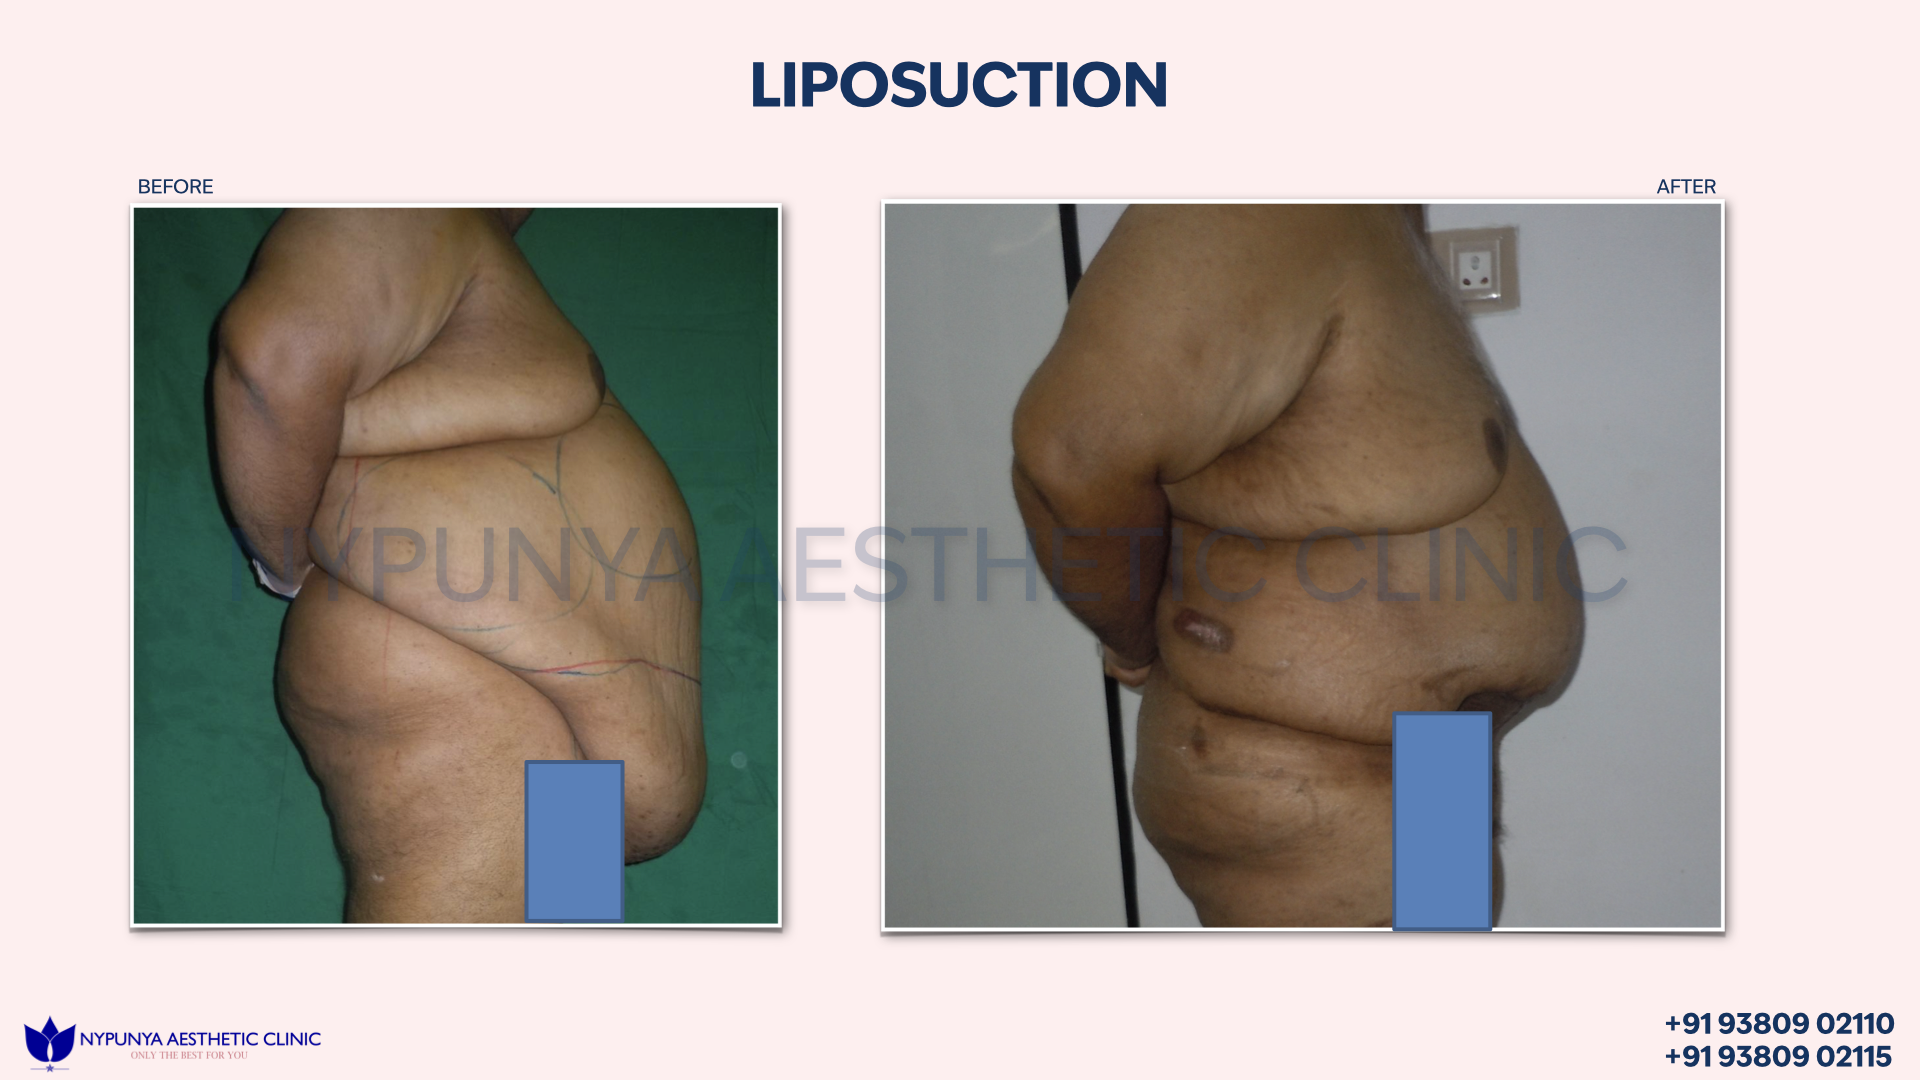 LIPOSUCTION
BEFORE
AFTER
NYPUNYA AESTHETIC CLINIC
NYPUNYA AESTHETIC CLINIC
ONLY THE BEST FOR YOU
+91 93809 02110
+91 93809 02115